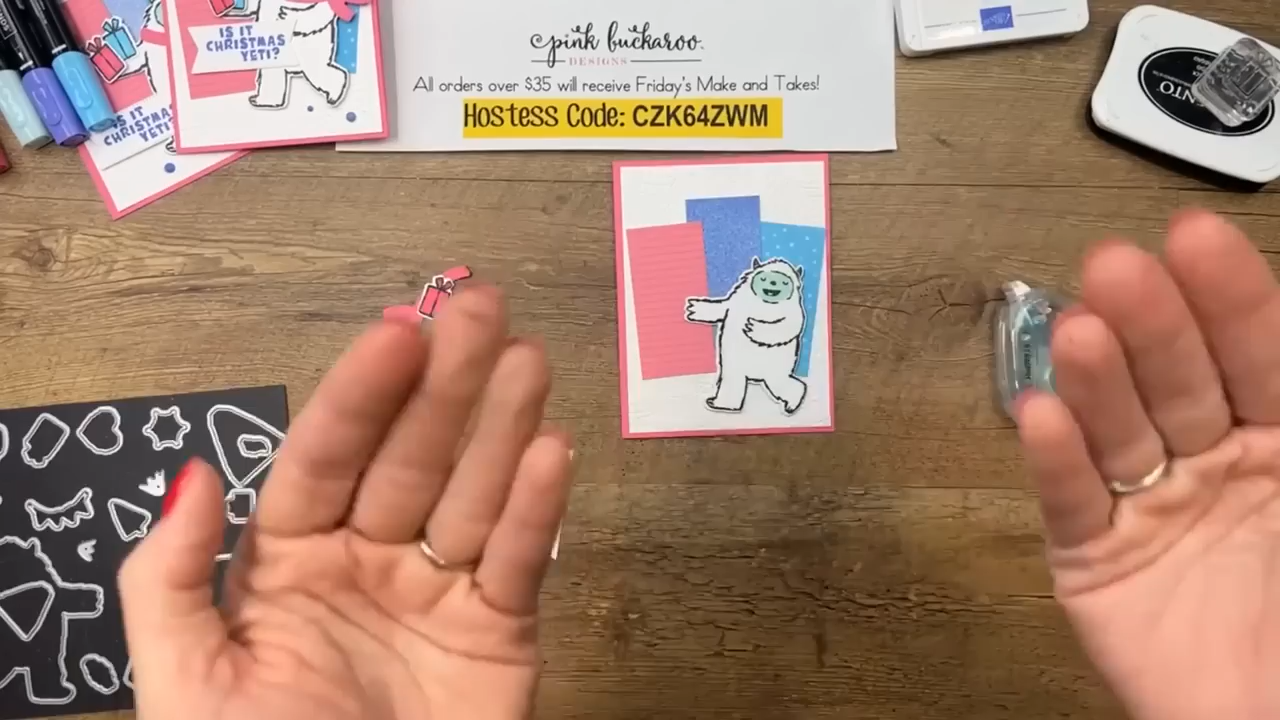 IS IT
CHRISTMAS
YETI?
IS IT
CHRISTMAS
YETI?
pink buckaroo
DESIGNS
All orders over $35 will receive Friday's Make and Takes!
Hostess Code: CZK64ZWM